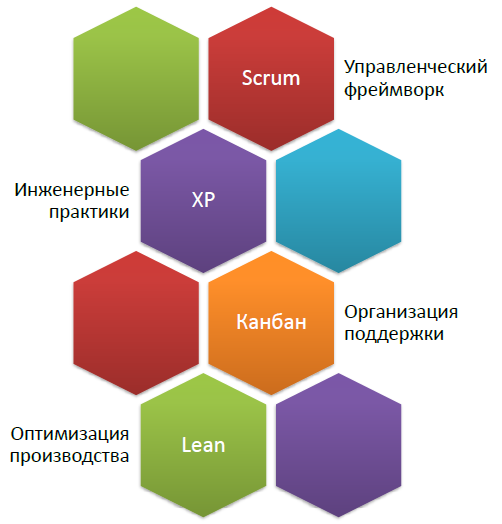 Scrum
Управленческий
фреймворк
Инженерные
практики
XP
Канбан
Организация
поддержки
Оптимизация
производства
Lean